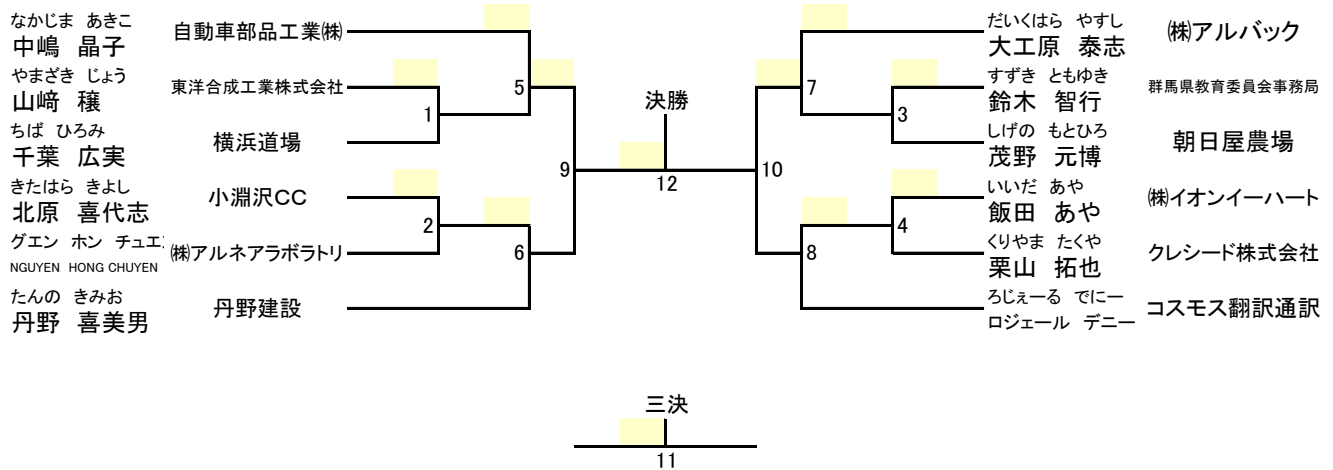 なかじま あきこ
中嶋 晶子
自動車部品工業㈱
やまざき じょう
山﨑 穣
東洋合成工業株式会社
ちば ひろみ
千葉 広実
横浜道場
きたはら きよし
北原 喜代志
小淵沢CC
グエン ホン チュエ
NGUYEN HONG CHUYEN
㈱アルネアラボラトリ
たんの きみお
丹野 喜美男
丹野建設
1
2
5
6
9
決勝
12
10
7
8
3
4
だいくはら やすし
大工原 泰志
㈱アルバック
すずき ともゆき
鈴木 智行
群馬県教育委員会事務局
しげの もとひろ
茂野 元博
朝日屋農場
いいだ あや
飯田 あや
㈱イオンイーハート
くりやま たくや
栗山 拓也
クレシード株式会社
ろじぇーる でにー
ロジェール デニー
コスモス翻訳通訳
三決
11